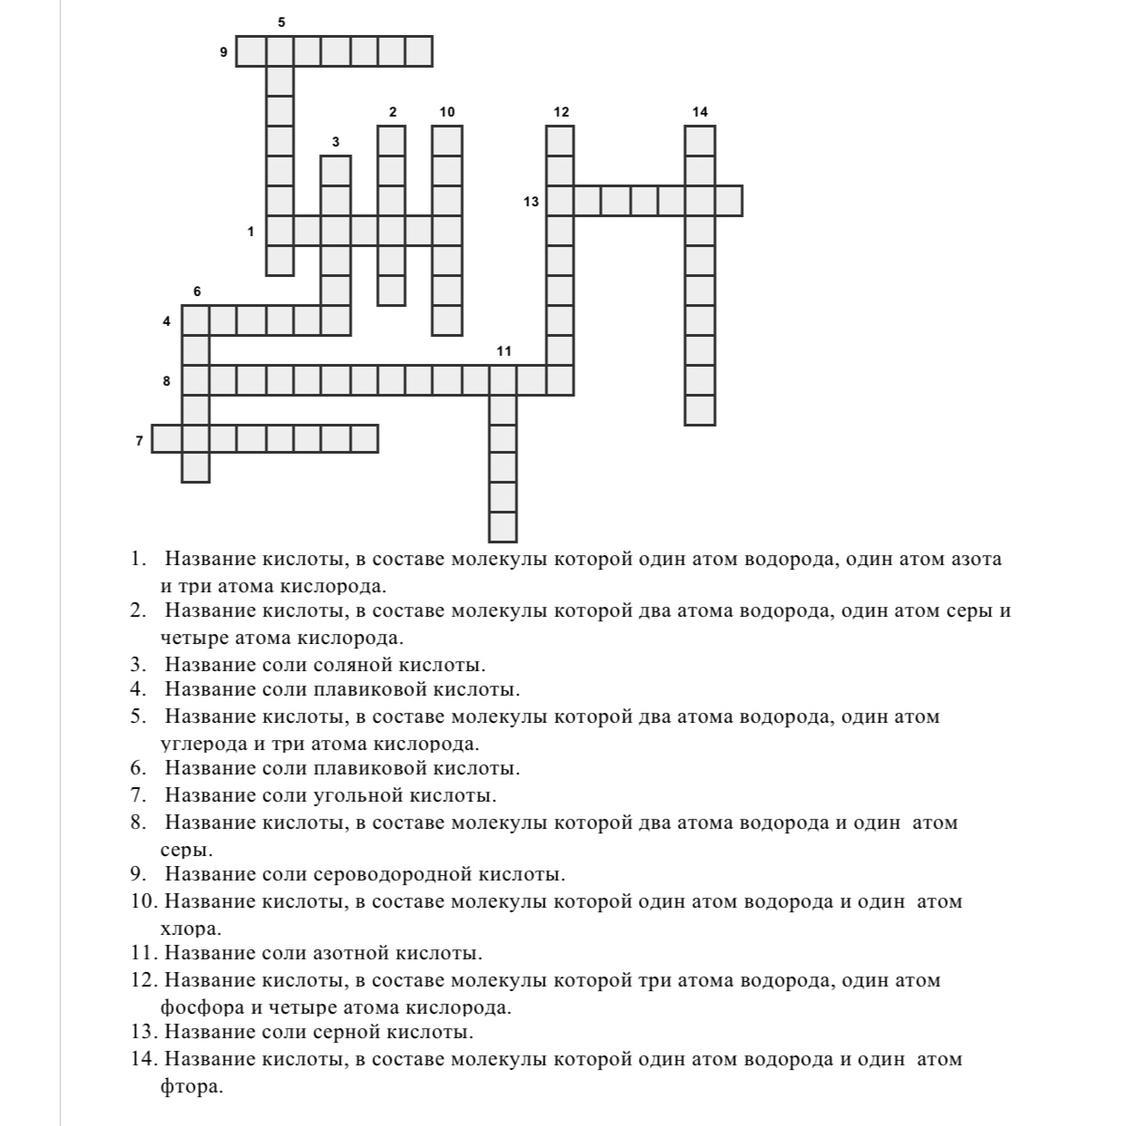 5
9
2 10 12 14
3
13
1
6
4
11
8
7
1. Название кислоты, в составе молекулы которой один атом водорода, один атом азота
и три атома кислорода.
2. Название кислоты, в составе молекулы которой два атома водорода, один атом серы и
четыре атома кислорода.
3. Название соли соляной кислоты.
4. Название соли плавиковой кислоты.
5. Название кислоты, в составе молекулы которой два атома водорода, один атом
углерода и три атома кислорода.
6. Название соли плавиковой кислоты.
7. Название соли угольной кислоты.
8. Название кислоты, в составе молекулы которой два атома водорода и один атом
серы.
9. Название соли сероводородной кислоты.
10. Название кислоты, в составе молекулы которой один атом водорода и один атом
хлора.
11. Название соли азотной кислоты.
12. Название кислоты, в составе молекулы которой три атома водорода, один атом
фосфора и четыре атома кислорода.
13. Название соли серной кислоты.
14. Название кислоты, в составе молекулы которой один атом водорода и один атом
фтора.